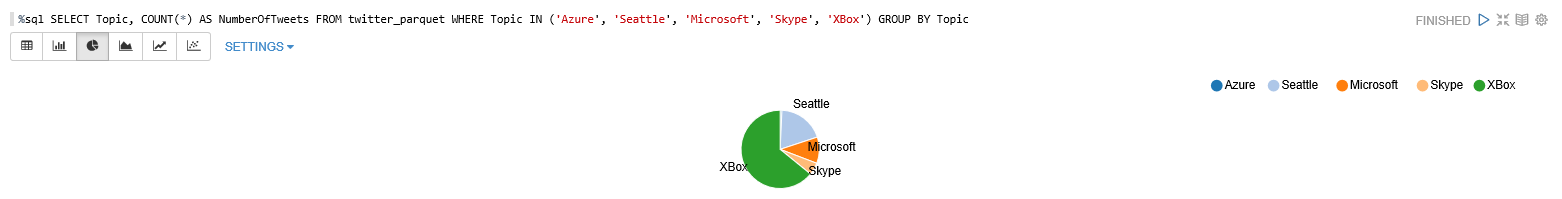 %sql SELECT Topic, COUNT(*) AS NumberOfTweets FROM twitter_parquet WHERE Topic IN ('Azure', 'Seattle', 'Microsoft', 'Skype', 'XBox') GROUP BY Topic
FINISHED
SETTINGS
Azure Seattle Microsoft Skype XBox
Seattle
Microsoft
XBox
Skype